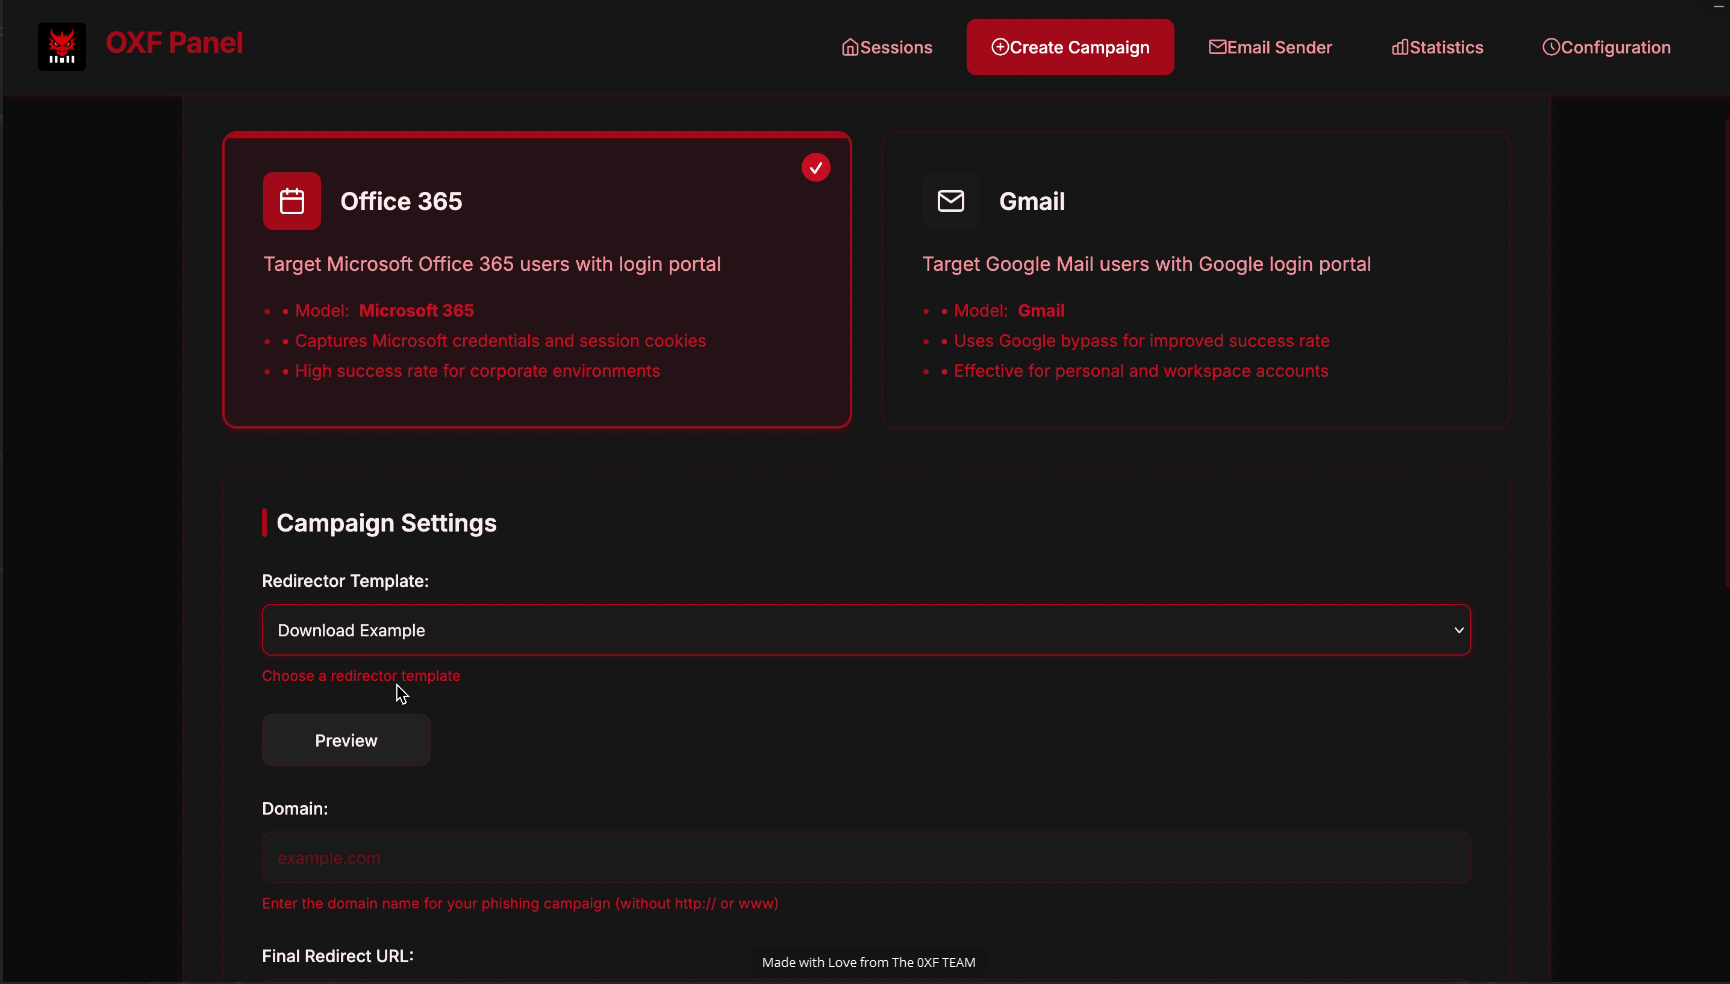 OXF Panel
Sessions
Create Campaign
Email Sender
Statistics
Configuration
Office 365
Target Microsoft Office 365 users with login portal
• • Model: Microsoft 365
• • Captures Microsoft credentials and session cookies
• • High success rate for corporate environments
Gmail
Target Google Mail users with Google login portal
• • Model: Gmail
• • Uses Google bypass for improved success rate
• • Effective for personal and workspace accounts
Campaign Settings
Redirector Template:
Download Example
Choose a redirector template
Preview
Domain:
example.com
Enter the domain name for your phishing campaign (without http:// or www)
Final Redirect URL:
Made with Love from The 0XF TEAM